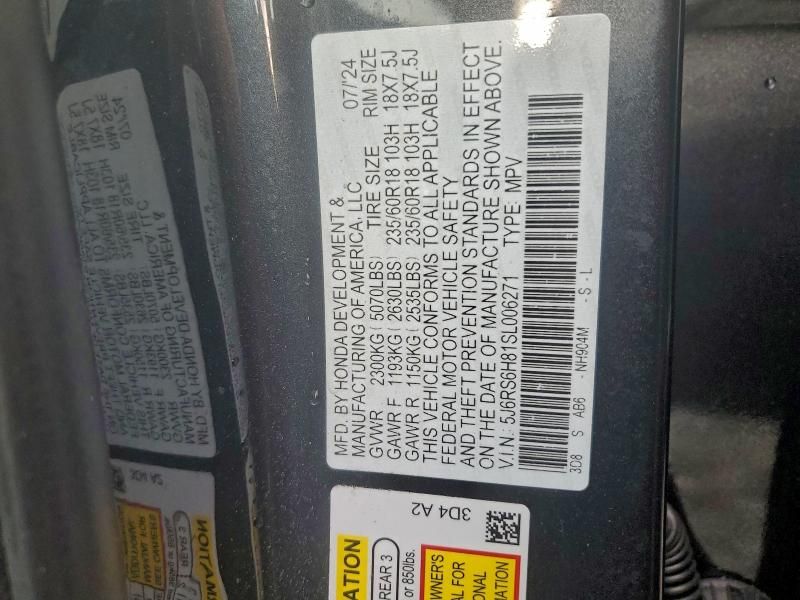 MFD. BY HONDA DEVELOPMENT &
MANUFACTURING OF AMERICA, LLC 07/'24
GVWR 2300KG( 5070LBS) TIRE SIZE RIM SIZE
GAWR F 1193KG( 2630LBS) 235/60R18 103H 18X7.5J
GAWR R 1150KG( 2535LBS) 235/60R18 103H 18X7.5J
THIS VEHICLE CONFORMS TO ALL APPLICABLE
FEDERAL MOTOR VEHICLE SAFETY
AND THEFT PREVENTION STANDARDS IN EFFECT
ON THE DATE OF MANUFACTURE SHOWN ABOVE.
V.I.N.: 5J6RS6H81SL006271 TYPE: MPV
3D8 S AB6 -NH904M -S-L
ATION
REAR 3
or 850lbs.
OWNER'S
AL FOR
IONAL
MATION
3D4 A2